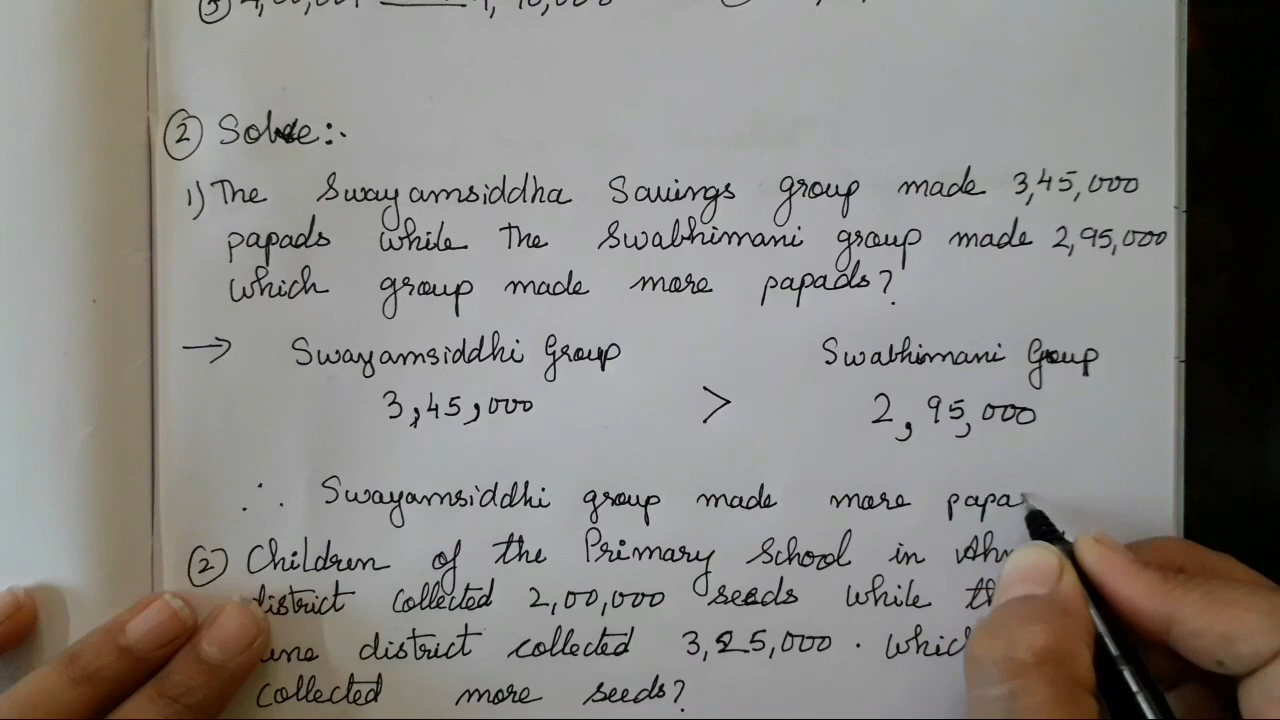 ② Solve:-
1) The Swayamsiddha Savings group made 3,45,000
papads while the Swabhimani group made 2,95,000
which group made more papads?
→ Swayamsiddhi Group Swabhimani Group
3,45,000 > 2,95,000
∴ Swayamsiddhi group made more papa
② Children of the Primary School in
district collected 2,00,000 seeds while
district collected 3,25,000.
collected more seeds?